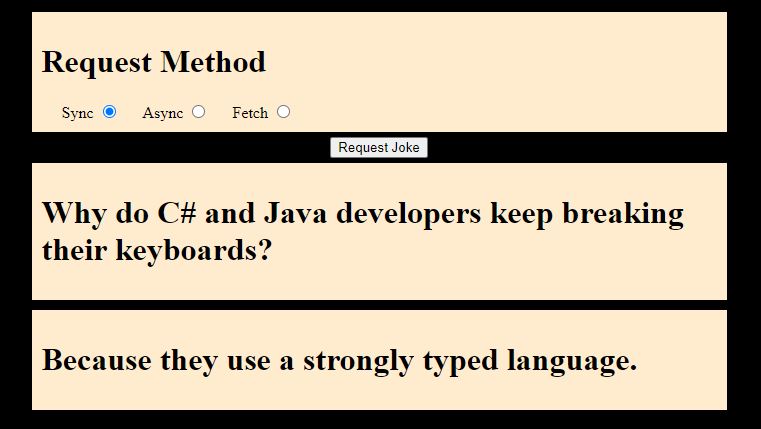 Request Method
Sync Async Fetch
Request Joke
Why do C# and Java developers keep breaking
their keyboards?
Because they use a strongly typed language.